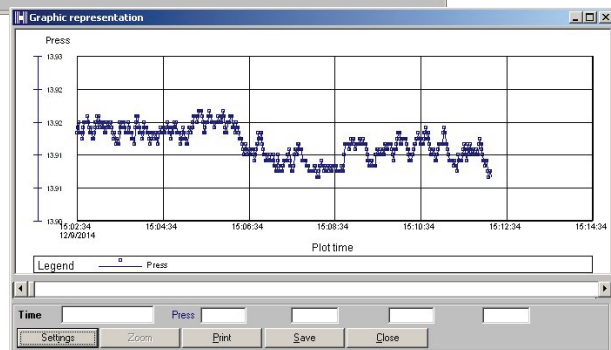 Graphic representation
Press
13.93
13.92
13.92
13.91
13.91
13.90
15:02:34 15:04:34 15:06:34 15:08:34 15:10:34 15:12:34 15:14:34
12/9/2014
Plot time
Legend Press
Time Press
Settings Zoom Print Save Close